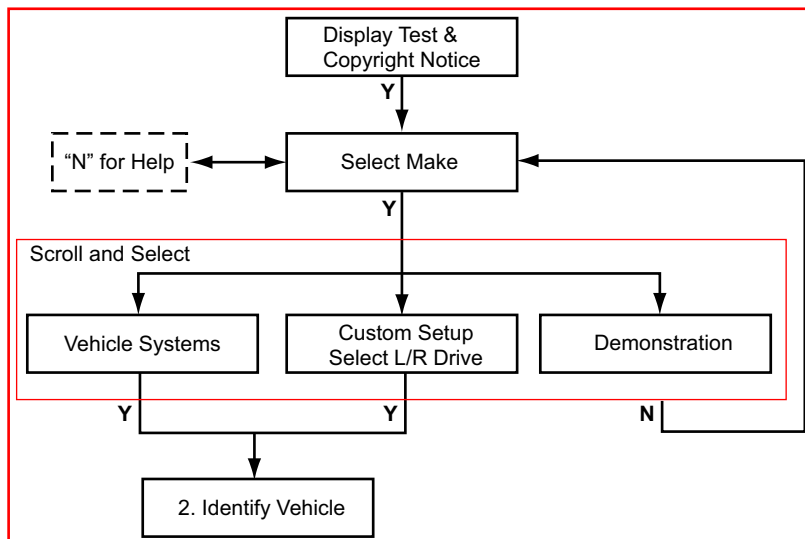 Display Test &
Copyright Notice
Y
“N” for Help
Select Make
Y
Scroll and Select
Vehicle Systems
Custom Setup
Select L/R Drive
Demonstration
Y
Y
N
2. Identify Vehicle